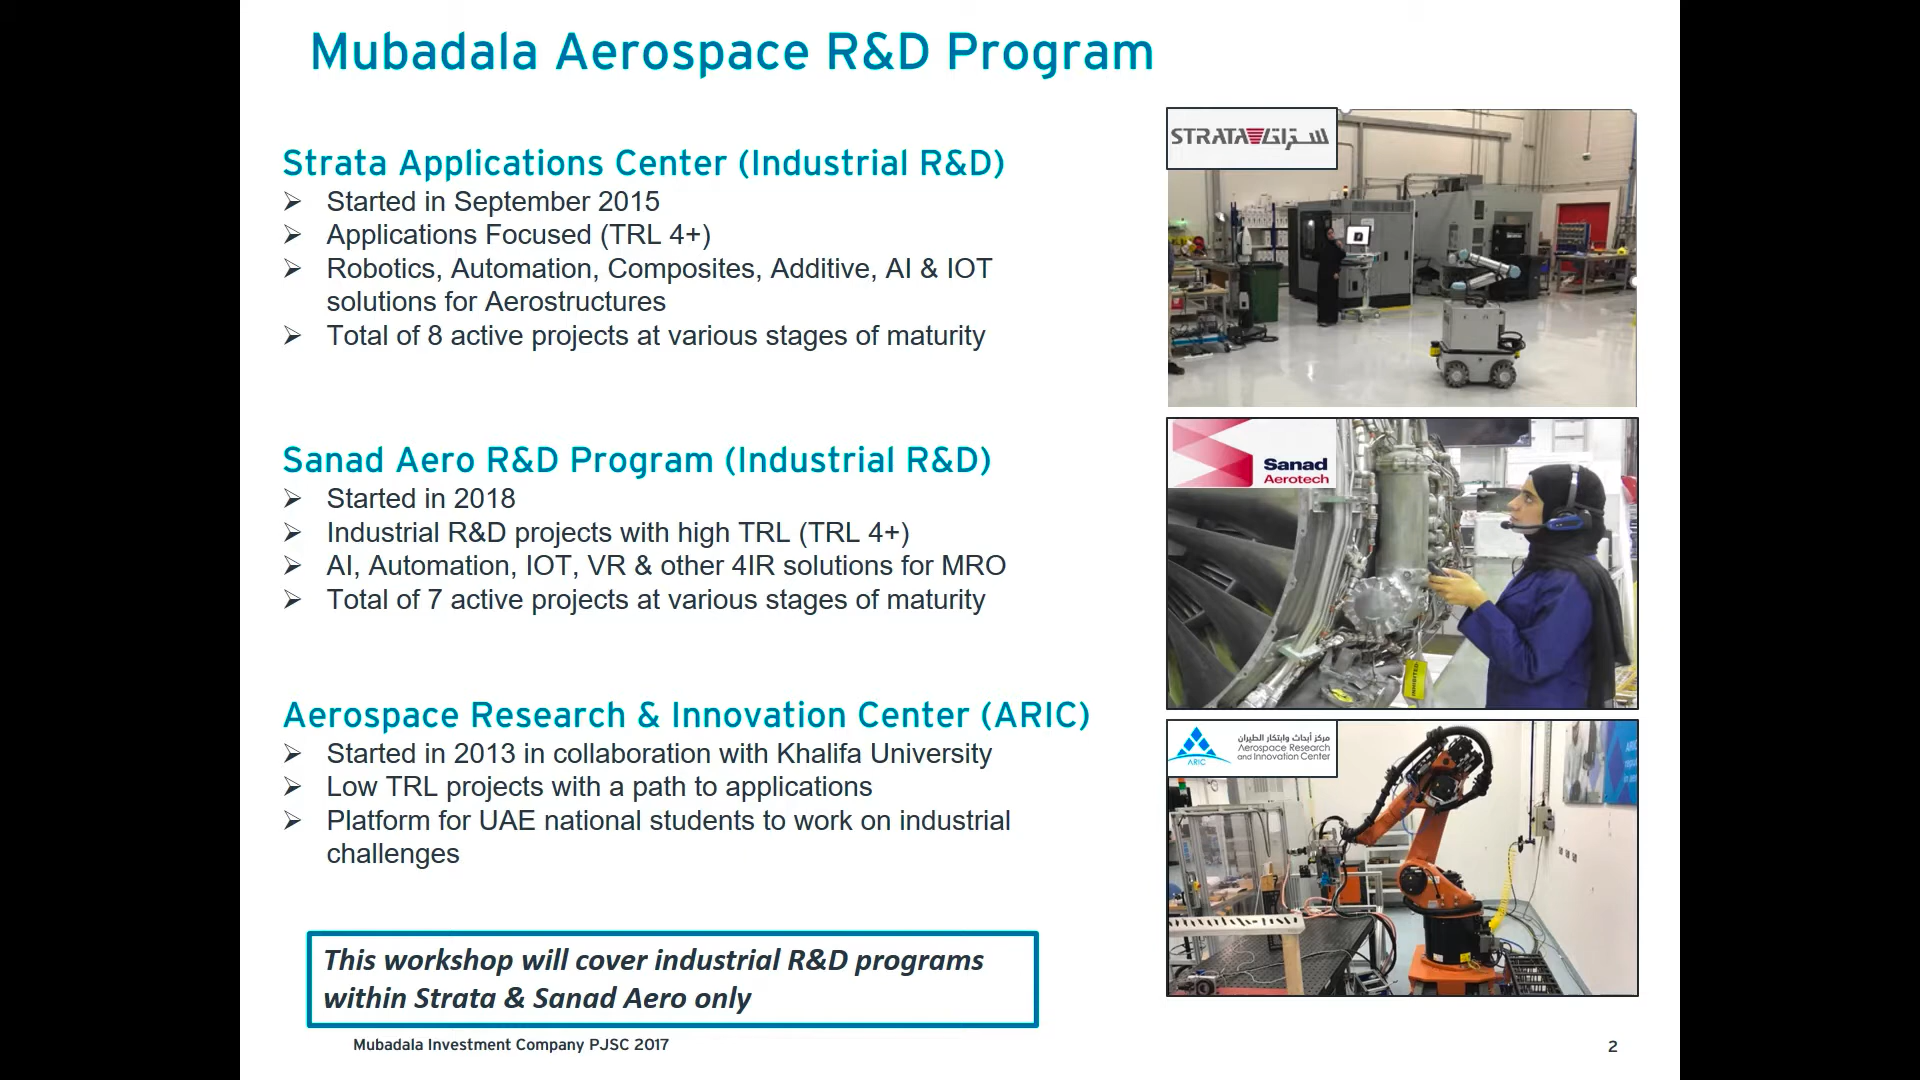 Mubadala Aerospace R&D Program
Strata Applications Center (Industrial R&D)
Started in September 2015
Applications Focused (TRL 4+)
Robotics, Automation, Composites, Additive, AI & IOT
solutions for Aerostructures
Total of 8 active projects at various stages of maturity
Sanad Aero R&D Program (Industrial R&D)
Started in 2018
Industrial R&D projects with high TRL (TRL 4+)
AI, Automation, IOT, VR & other 4IR solutions for MRO
Total of 7 active projects at various stages of maturity
Aerospace Research & Innovation Center (ARIC)
Started in 2013 in collaboration with Khalifa University
Low TRL projects with a path to applications
Platform for UAE national students to work on industrial
challenges
This workshop will cover industrial R&D programs
within Strata & Sanad Aero only
Mubadala Investment Company PJSC 2017
2
STRATA ستراتا
Sanad
Aerotech
مركز أبحاث وابتكار الطيران
Aerospace Research
and Innovation Center
ARIC